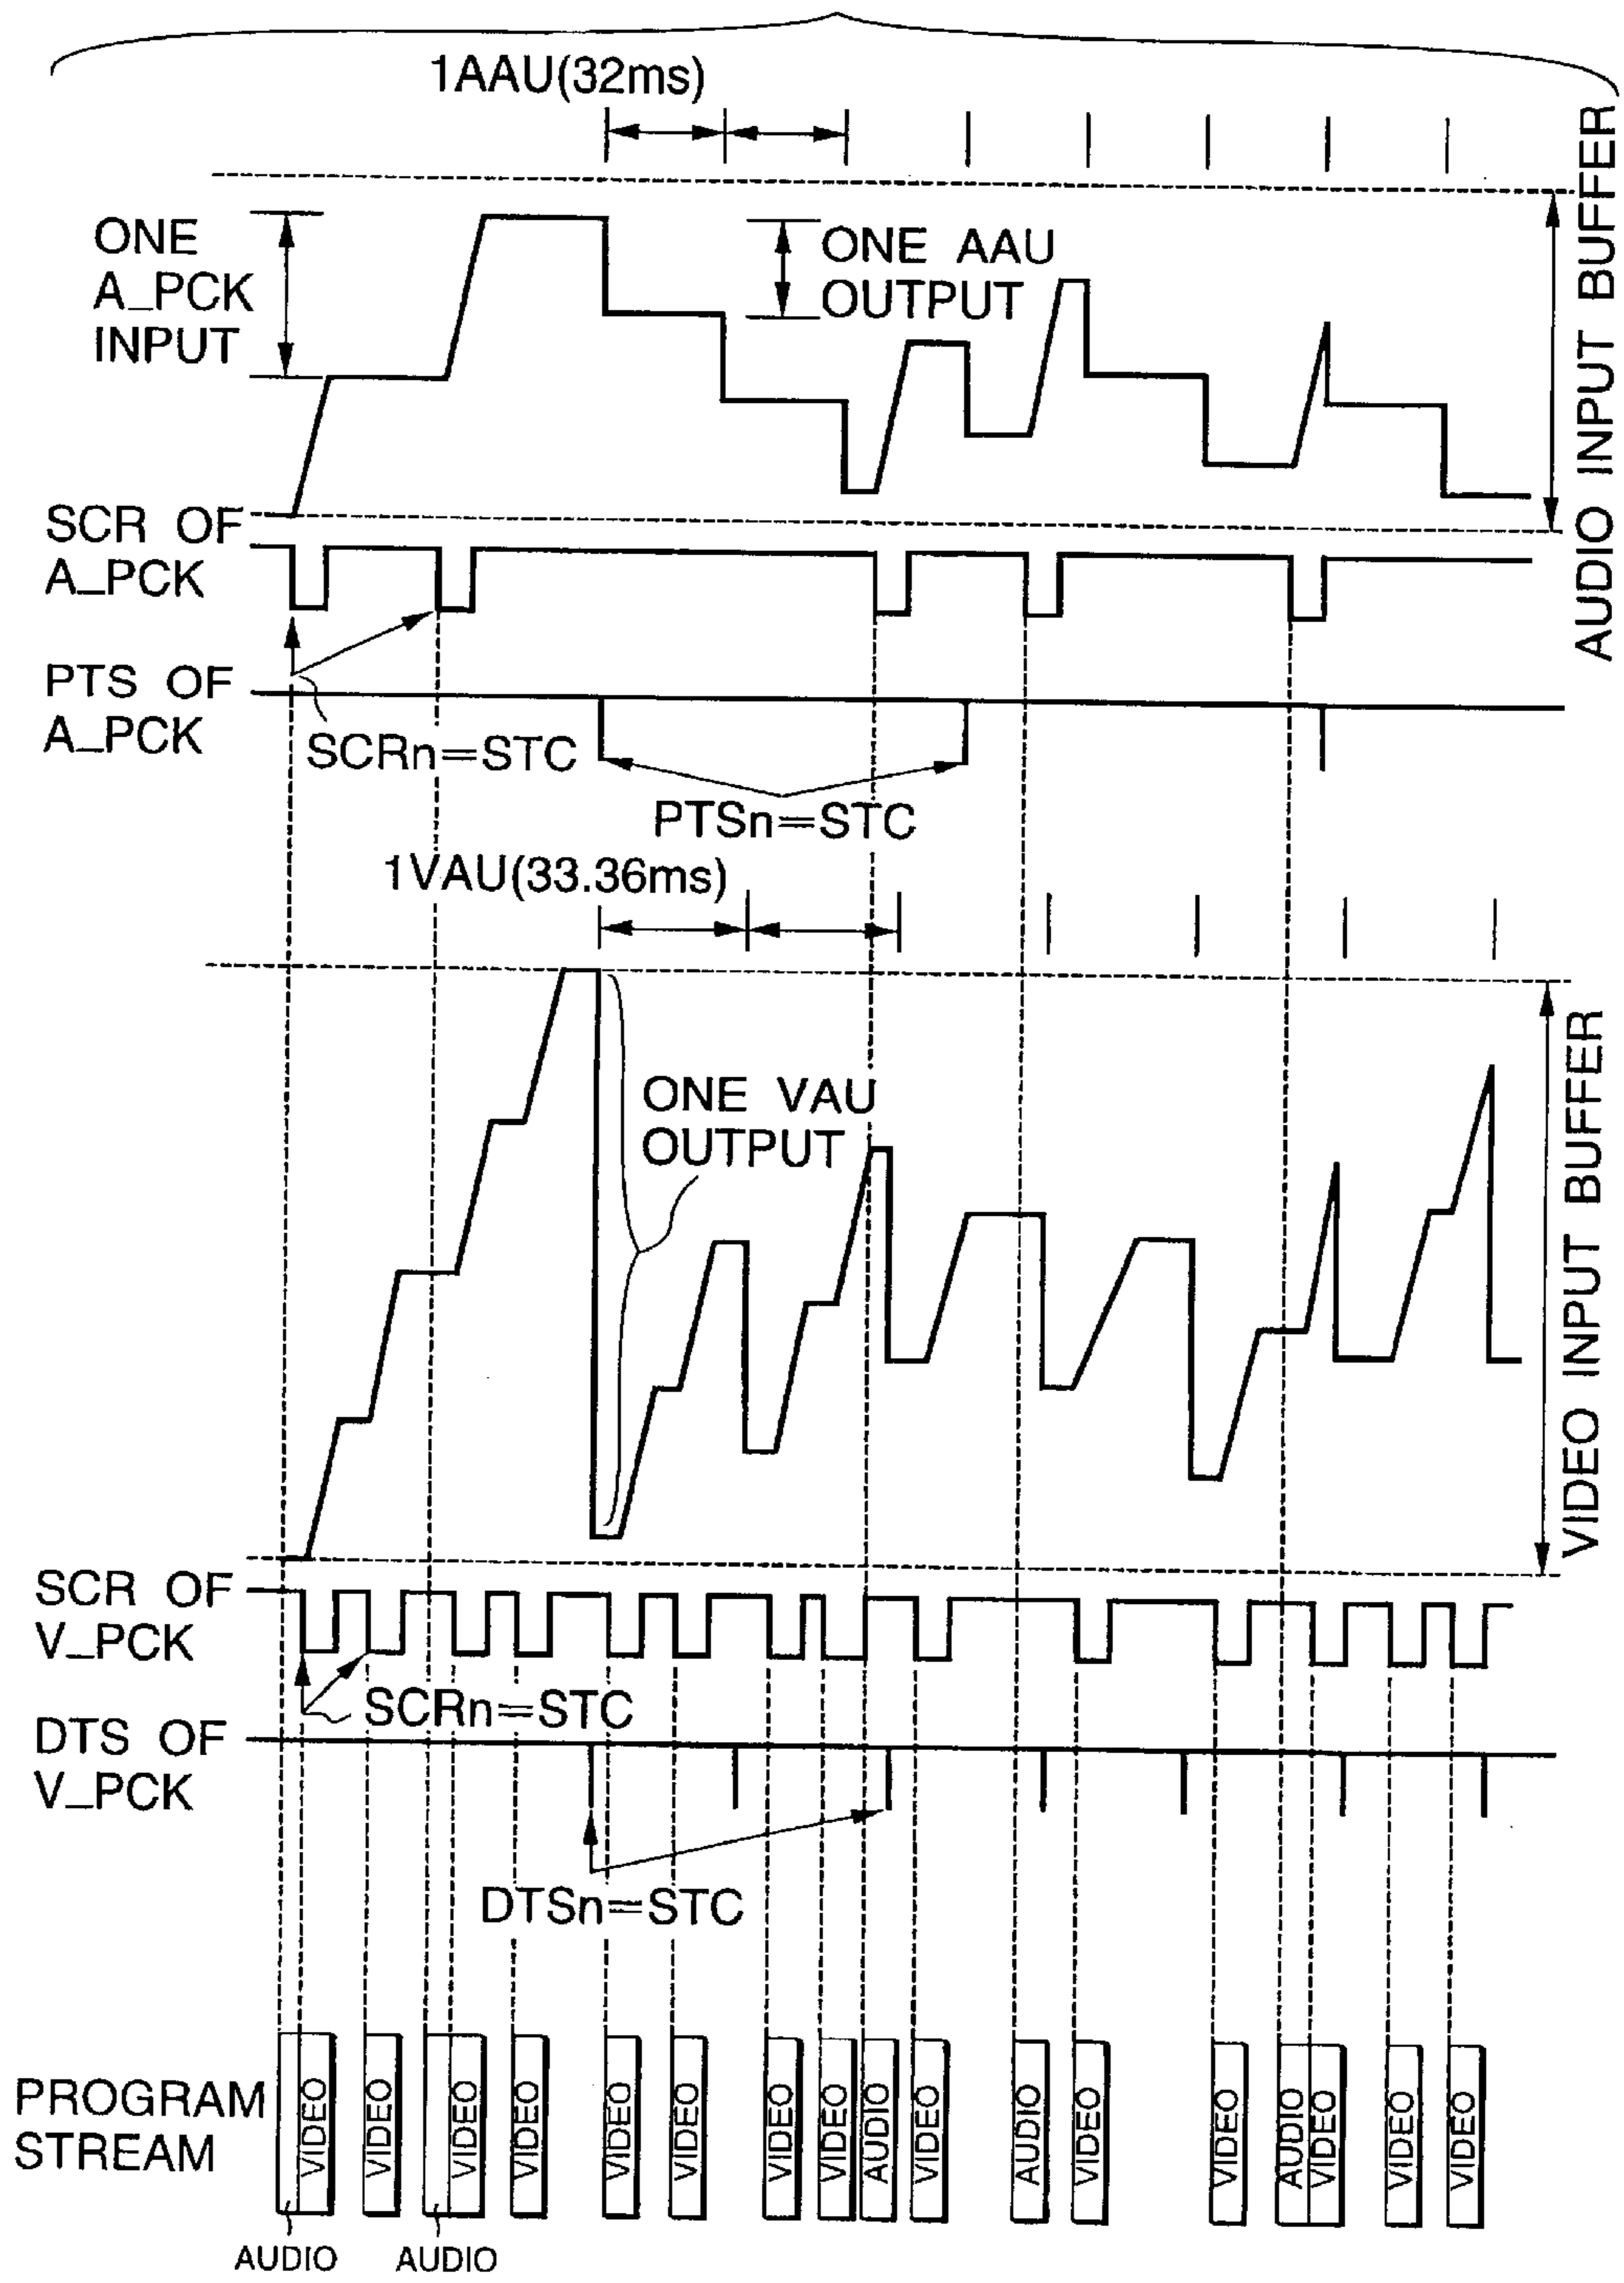 1AAU(32ms)
ONE
A_PCK
INPUT
ONE AAU
OUTPUT
AUDIO INPUT BUFFER
SCR OF
A_PCK
PTS OF
A_PCK
SCRn=STC
PTSn=STC
1VAU(33.36ms)
ONE VAU
OUTPUT
VIDEO INPUT BUFFER
SCR OF
V_PCK
SCRn=STC
DTS OF
V_PCK
DTSn=STC
PROGRAM
STREAM
VIDEO
VIDEO
VIDEO
VIDEO
VIDEO
VIDEO
VIDEO
VIDEO
AUDIO
VIDEO
AUDIO
VIDEO
VIDEO
AUDIO
VIDEO
VIDEO
VIDEO
AUDIO
AUDIO